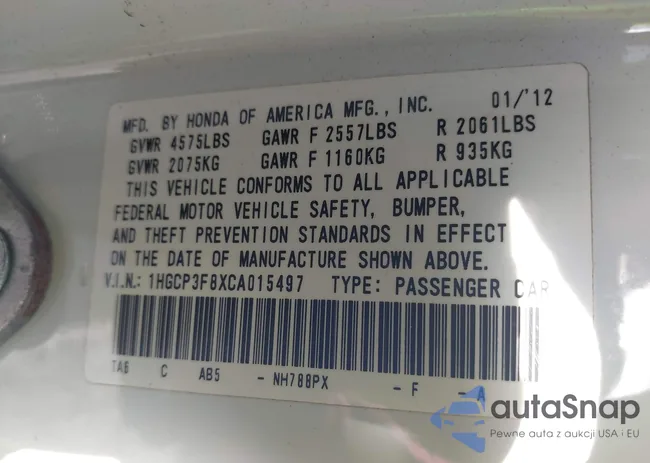 MFD. BY HONDA OF AMERICA MFG., INC. 01/'12
GVWR 4575LBS GAWR F 2557LBS R 2061LBS
GVWR 2075KG GAWR F 1160KG R 935KG
THIS VEHICLE CONFORMS TO ALL APPLICABLE
FEDERAL MOTOR VEHICLE SAFETY, BUMPER,
AND THEFT PREVENTION STANDARDS IN EFFECT
ON THE DATE OF MANUFACTURE SHOWN ABOVE.
V.I.N.: 1HGCP3F8XCA015497 TYPE: PASSENGER CAR
TA6 C AB5 - NH788PX - F - A
autaSnap
Pewne auta z aukcji USA i EU